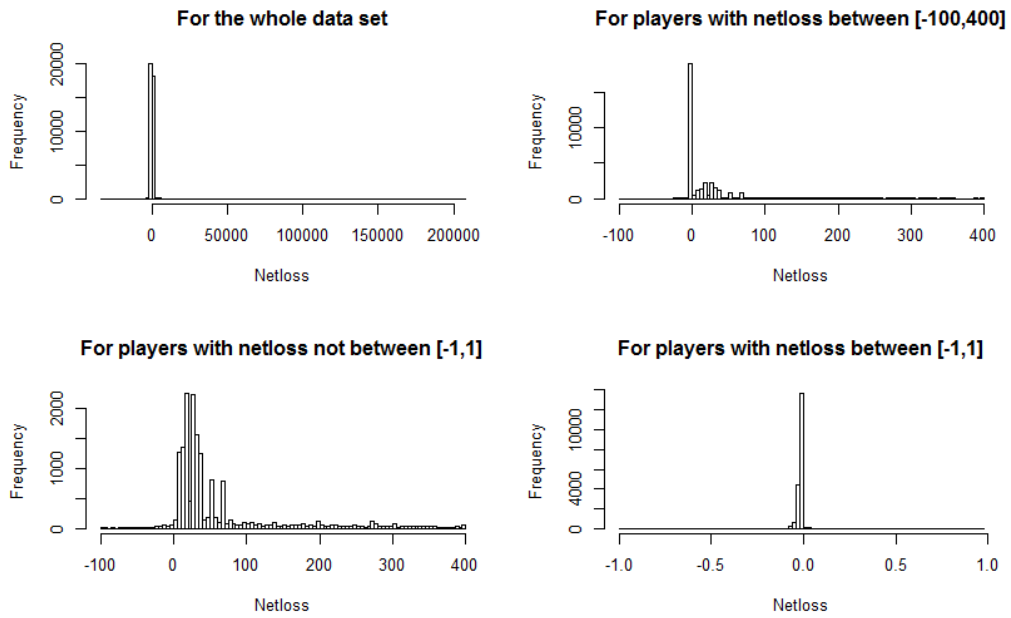 For the whole data set
Frequency
20000
10000
0
0 50000 100000 150000 200000
Netloss
For players with netloss between [-100,400]
Frequency
10000
0
-100 0 100 200 300 400
Netloss
For players with netloss not between [-1,1]
Frequency
2000
1000
0
-100 0 100 200 300 400
Netloss
For players with netloss between [-1,1]
Frequency
10000
4000
0
-1.0 -0.5 0.0 0.5 1.0
Netloss